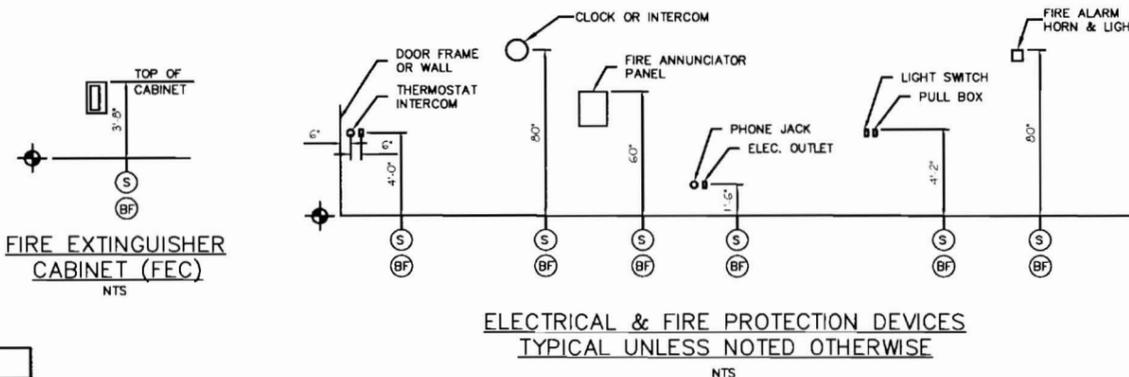 TOP OF
CABINET
3'-8"
S
BF
FIRE EXTINGUISHER
CABINET (FEC)
NTS
DOOR FRAME
OR WALL
THERMOSTAT
INTERCOM
6"
6"
4'-0"
S
BF
CLOCK OR INTERCOM
80"
S
BF
FIRE ANNUNCIATOR
PANEL
60"
S
BF
PHONE JACK
ELEC. OUTLET
1'-6"
S
BF
LIGHT SWITCH
PULL BOX
4'-2"
S
BF
FIRE ALARM
HORN & LIGH
80"
S
BF
ELECTRICAL & FIRE PROTECTION DEVICES
TYPICAL UNLESS NOTED OTHERWISE
NTS